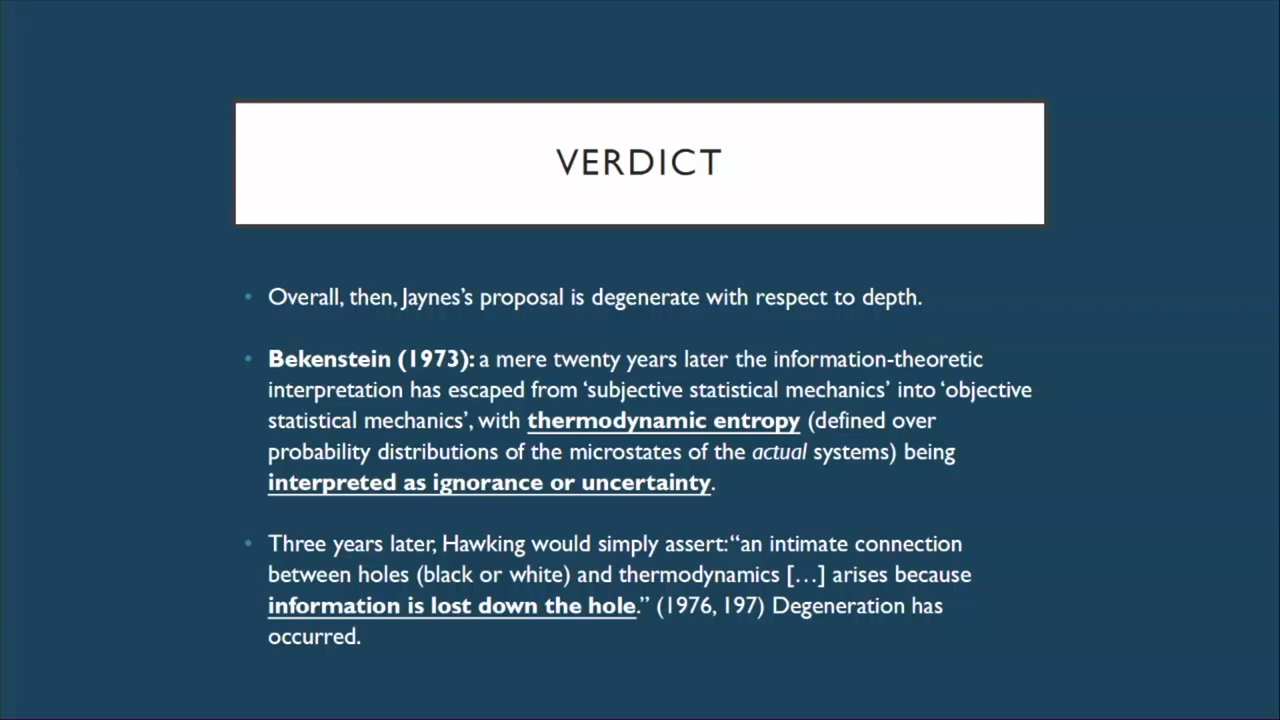 VERDICT
• Overall, then, Jaynes’s proposal is degenerate with respect to depth.
• Bekenstein (1973): a mere twenty years later the information-theoretic
interpretation has escaped from ‘subjective statistical mechanics’ into ‘objective
statistical mechanics’, with thermodynamic entropy (defined over
probability distributions of the microstates of the actual systems) being
interpreted as ignorance or uncertainty.
• Three years later, Hawking would simply assert:“an intimate connection
between holes (black or white) and thermodynamics […] arises because
information is lost down the hole.” (1976, 197) Degeneration has
occurred.